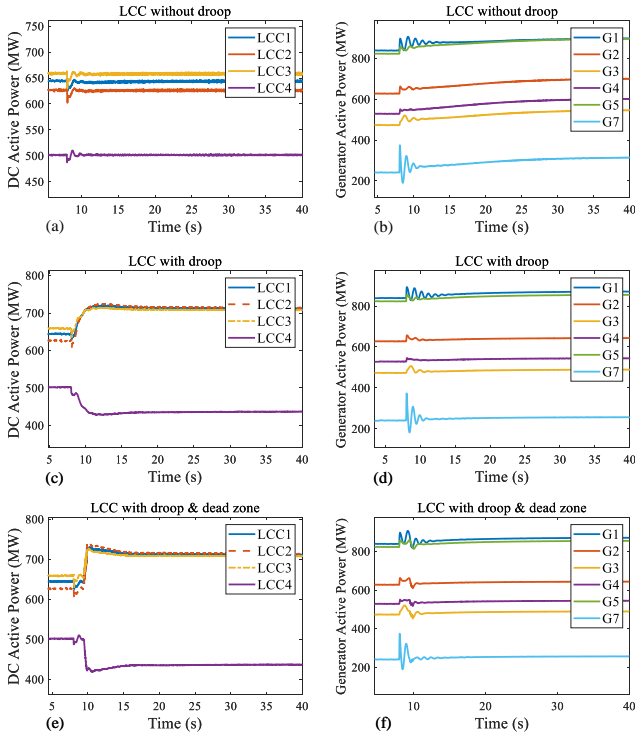 LCC without droop
DC Active Power (MW)
750
700
650
600
550
500
450
10
15
20
25
30
35
40
LCC1
LCC2
LCC3
LCC4
(a)
Time (s)
LCC without droop
Generator Active Power (MW)
800
600
400
200
5
10
15
20
25
30
35
40
G1
G2
G3
G4
G5
G7
(b)
Time (s)
LCC with droop
DC Active Power (MW)
800
700
600
500
400
5
10
15
20
25
30
35
40
LCC1
LCC2
LCC3
LCC4
(c)
Time (s)
LCC with droop
Generator Active Power (MW)
800
600
400
200
5
10
15
20
25
30
35
40
G1
G2
G3
G4
G5
G7
(d)
Time (s)
LCC with droop & dead zone
DC Active Power (MW)
800
700
600
500
400
5
10
15
20
25
30
35
40
LCC1
LCC2
LCC3
LCC4
(e)
Time (s)
LCC with droop & dead zone
Generator Active Power (MW)
800
600
400
200
5
10
15
20
25
30
35
40
G1
G2
G3
G4
G5
G7
(f)
Time (s)